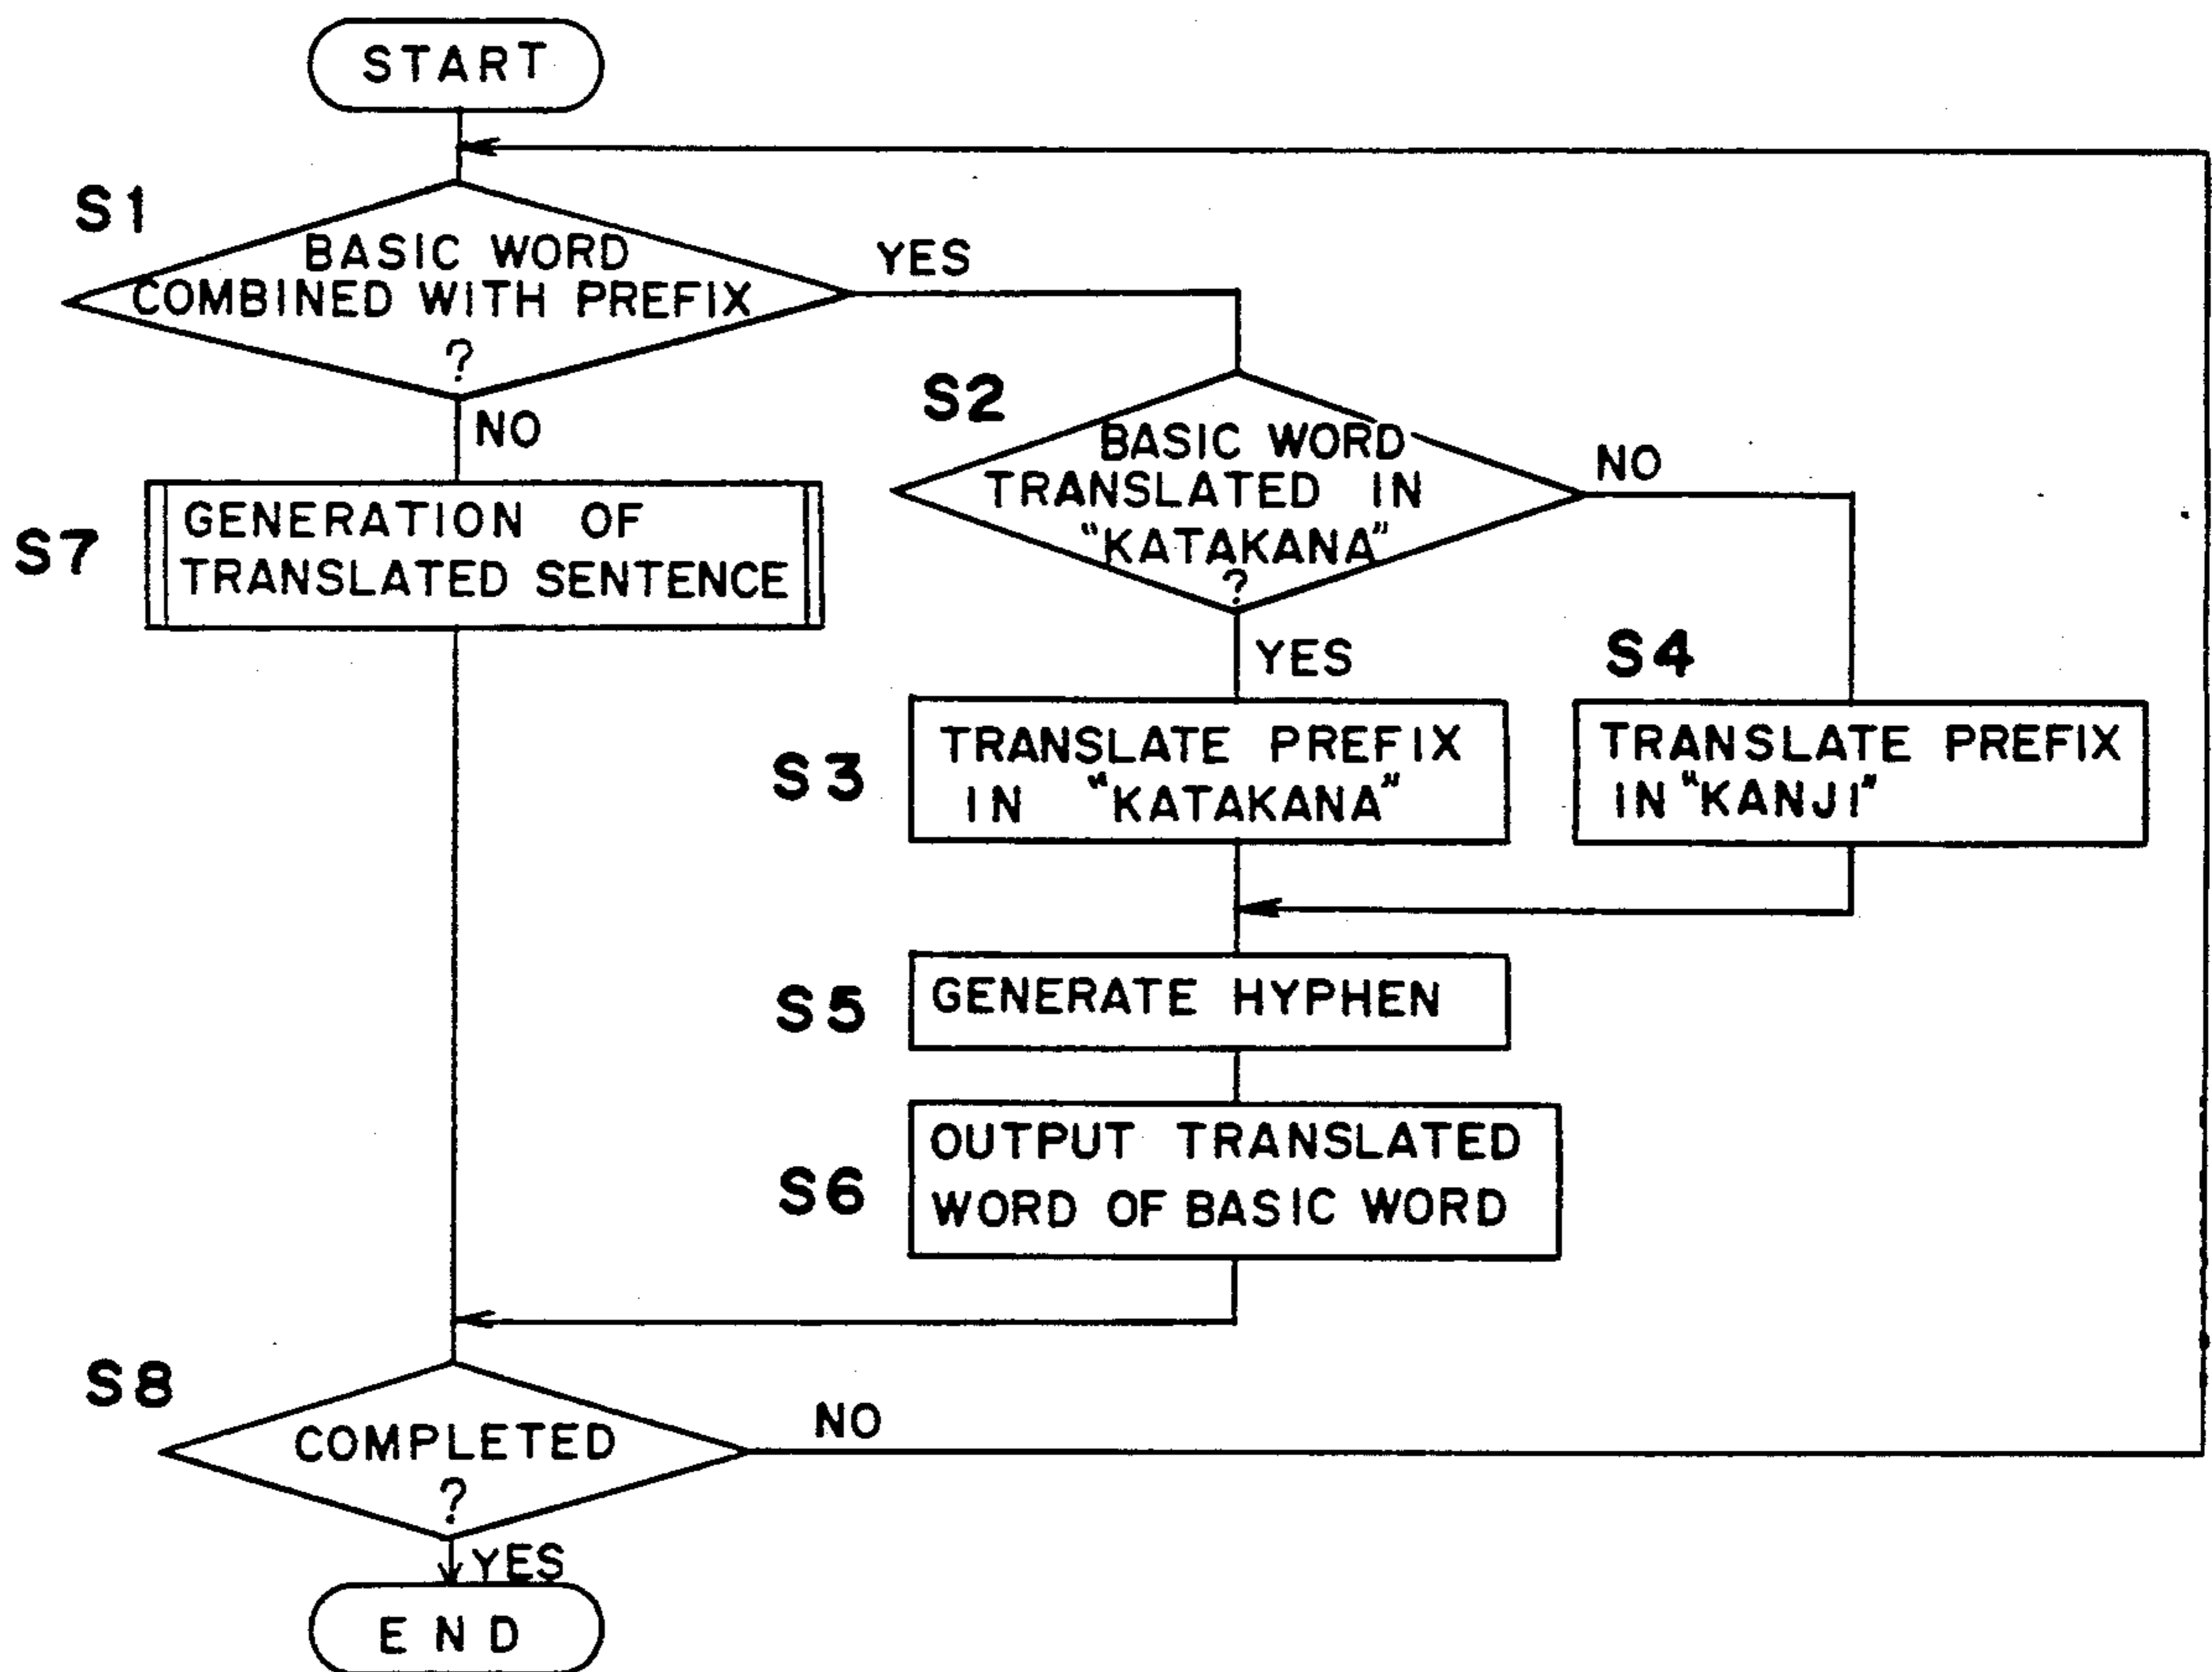 START
S1
BASIC WORD
COMBINED WITH PREFIX
?
YES
NO
S2
BASIC WORD
TRANSLATED IN
"KATAKANA"
?
NO
YES
S7
GENERATION OF
TRANSLATED SENTENCE
S3
TRANSLATE PREFIX
IN "KATAKANA"
S4
TRANSLATE PREFIX
IN "KANJI"
S5
GENERATE HYPHEN
S6
OUTPUT TRANSLATED
WORD OF BASIC WORD
S8
COMPLETED
?
NO
YES
END